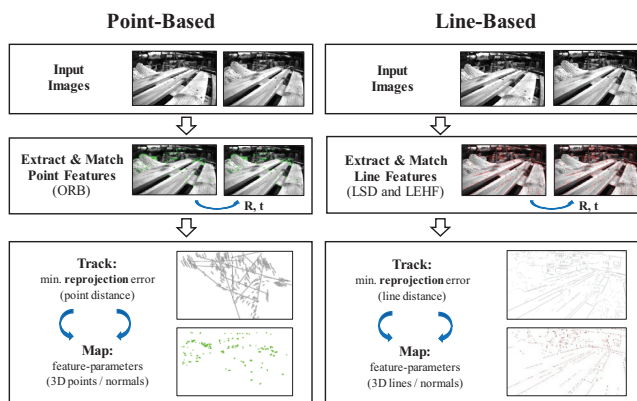 Point-Based
Input
Images
Extract & Match
Point Features
(ORB)
R, t
Track:
min. reprojection error
(point distance)
Map:
feature-parameters
(3D points / normals)
Line-Based
Input
Images
Extract & Match
Line Features
(LSD and LEHF)
R, t
Track:
min. reprojection error
(line distance)
Map:
feature-parameters
(3D lines / normals)